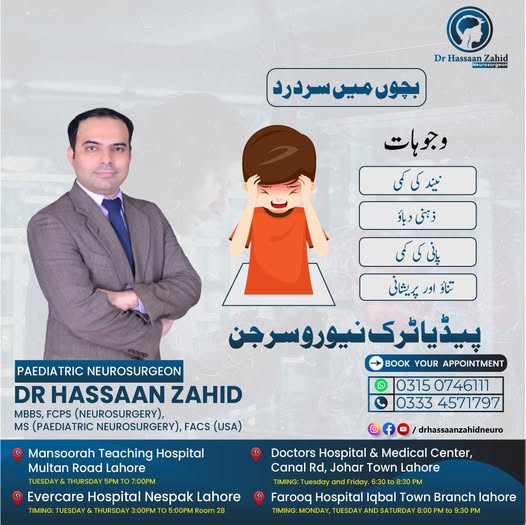 Dr Hassaan Zahid
Neurosurgeon
بچوں میں سر درد
وجوہات
نیند کی کمی
ذہنی دباؤ
پانی کی کمی
تناؤ اور پریشانی
پیڈیاٹرک نیوروسرجن
PAEDIATRIC NEUROSURGEON
DR HASSAAN ZAHID
MBBS, FCPS (NEUROSURGERY),
MS (PAEDIATRIC NEUROSURGERY), FACS (USA)
BOOK YOUR APPOINTMENT
0315 0746111
0333 4571797
/ drhassaanzahidneuro
Mansoorah Teaching Hospital
Multan Road Lahore
TUESDAY & THURSDAY 5PM TO 7:00PM
Doctors Hospital & Medical Center,
Canal Rd, Johar Town Lahore
TIMING: Tuesday and Friday. 6:30 to 8:30 PM
Evercare Hospital Nespak Lahore
TIMING: TUESDAY & THURSDAY 3:00PM TO 5:00PM Room 28
Farooq Hospital Iqbal Town Branch lahore
TIMING: MONDAY, TUESDAY AND SATURDAY 8:00 PM to 9:30 PM